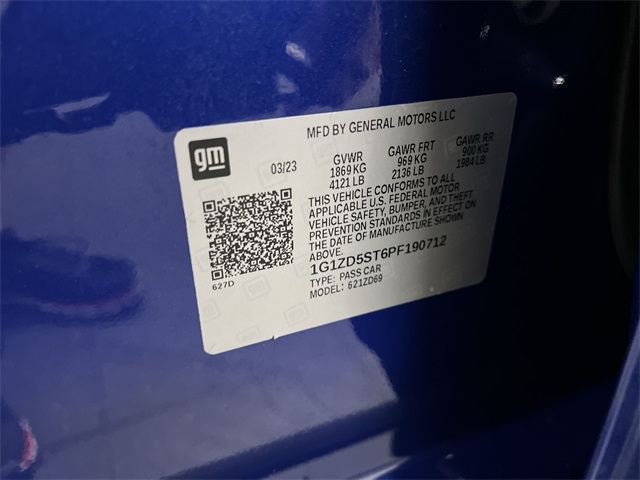 MFD BY GENERAL MOTORS LLC
gm
03/23
GVWR GAWR FRT GAWR RR
1869 KG 969 KG 900 KG
4121 LB 2136 LB 1984 LB
THIS VEHICLE CONFORMS TO ALL
APPLICABLE U.S. FEDERAL MOTOR
VEHICLE SAFETY, BUMPER, AND THEFT
PREVENTION STANDARDS IN EFFECT ON
THE DATE OF MANUFACTURE SHOWN
ABOVE.
1G1ZD5ST6PF190712
TYPE: PASS CAR
MODEL: 621ZD69
627D